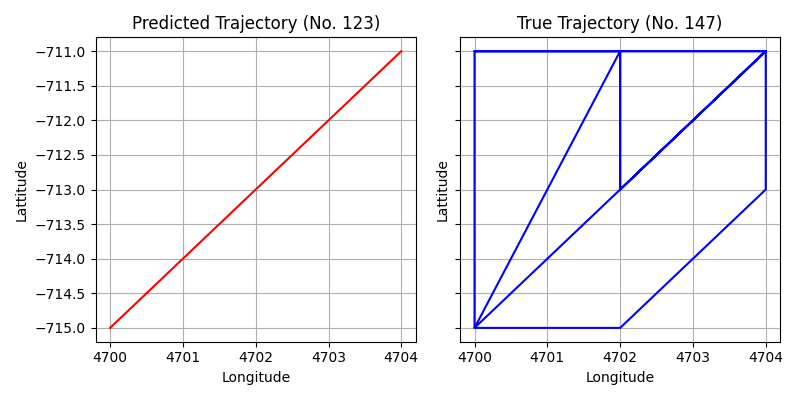 Predicted Trajectory (No. 123)
True Trajectory (No. 147)
Lattitude
−711.0
−711.5
−712.0
−712.5
−713.0
−713.5
−714.0
−714.5
−715.0
4700 4701 4702 4703 4704
Longitude
Lattitude
4700 4701 4702 4703 4704
Longitude